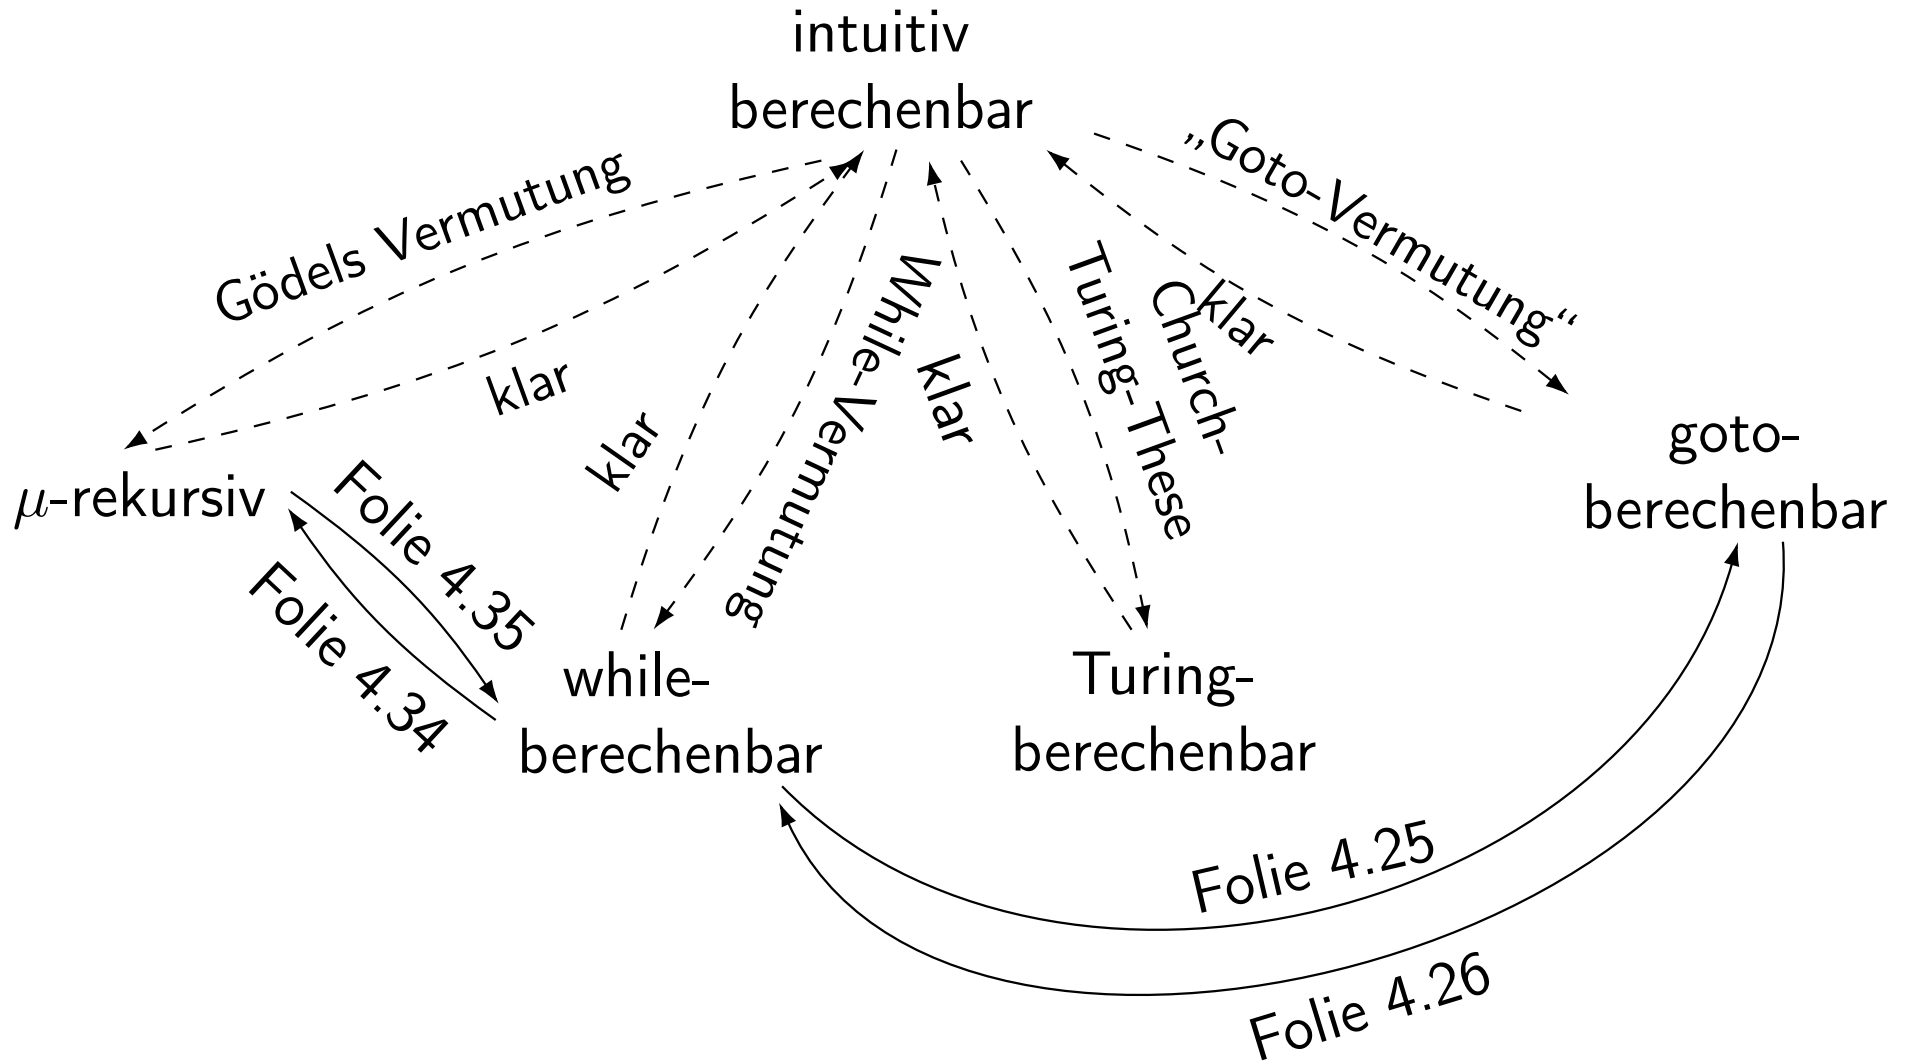 intuitiv
berechenbar
Gödels Vermutung
„Goto-Vermutung“
klar
klar
While-Vermutung
klar
Church-
Turing-These
klar
μ-rekursiv
goto-
berechenbar
Folie 4.35
Folie 4.34
while-
berechenbar
Turing-
berechenbar
Folie 4.25
Folie 4.26